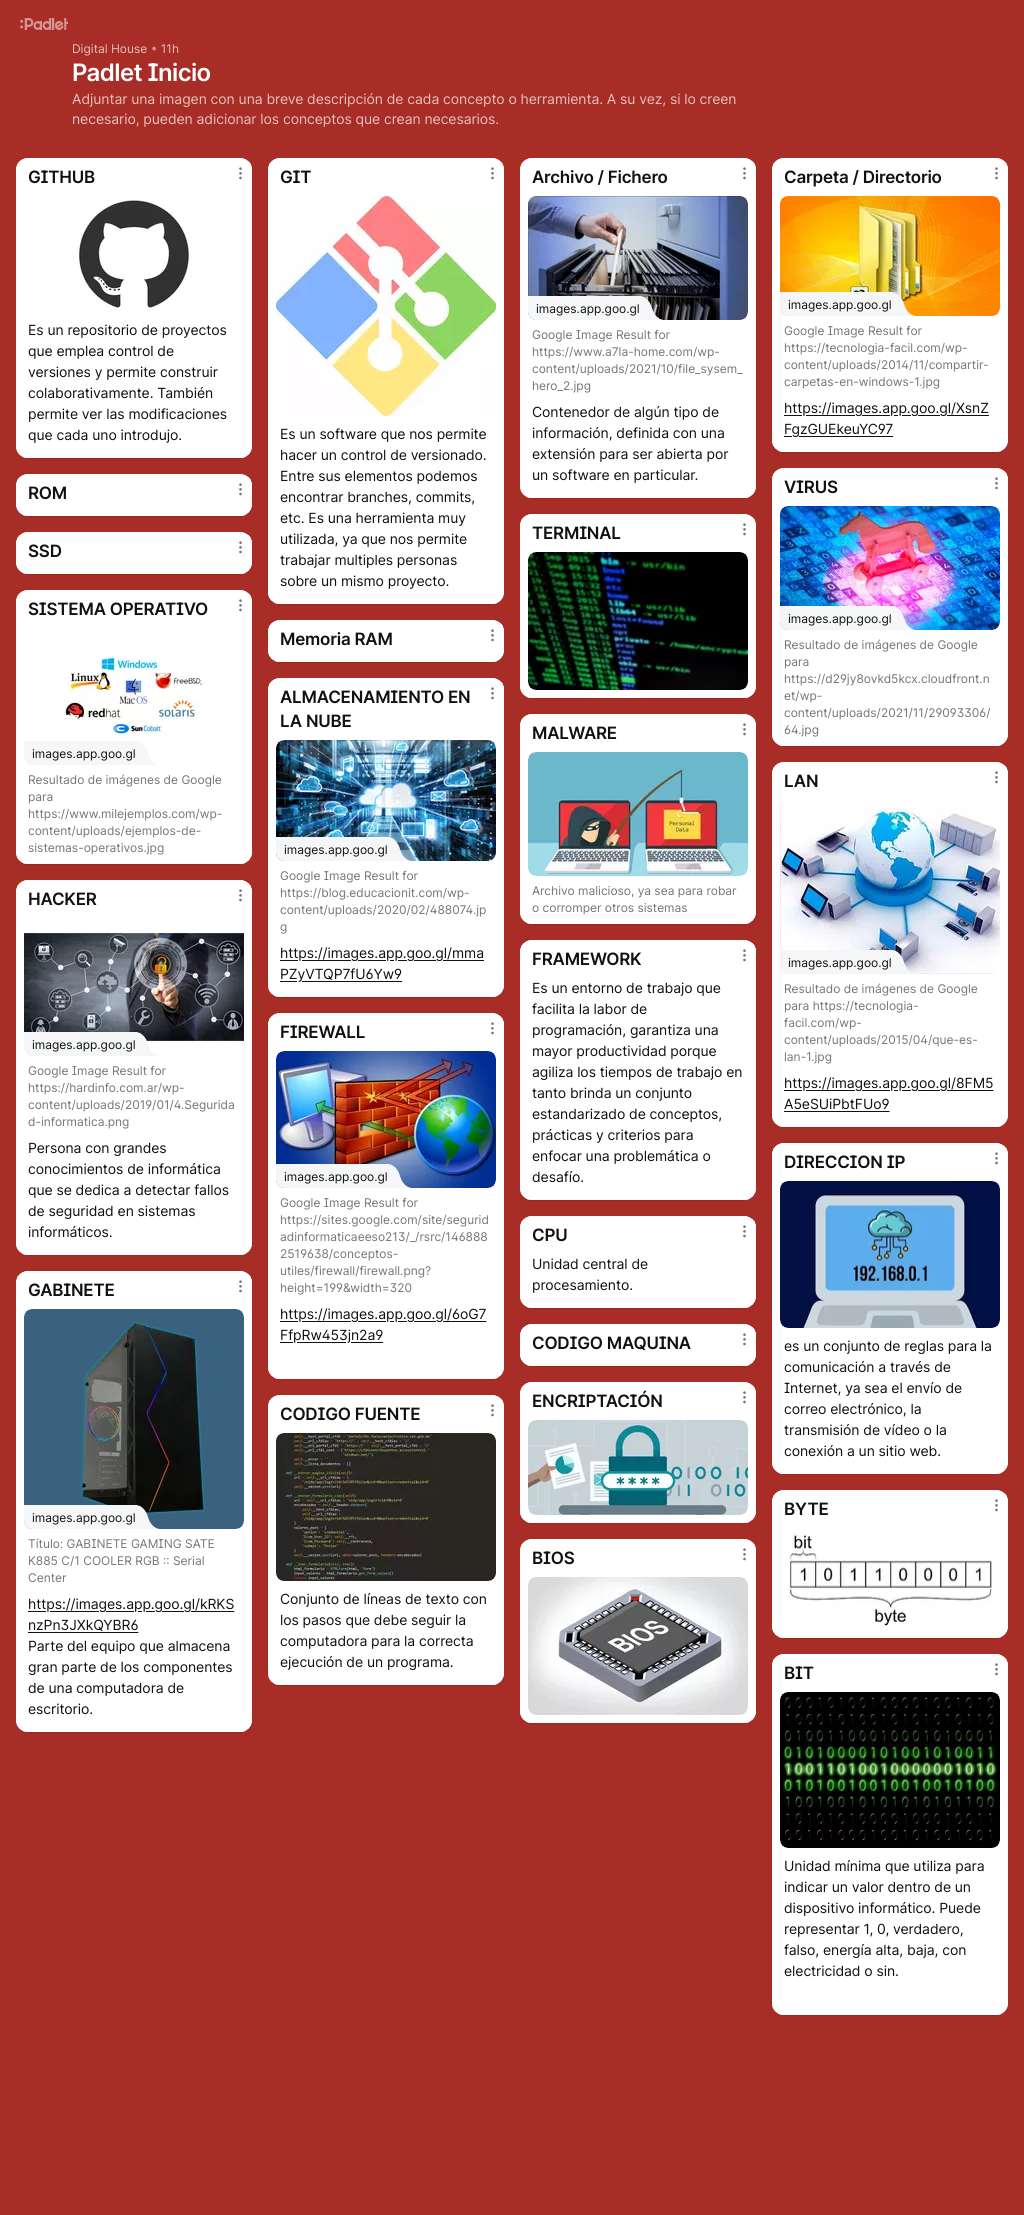 :Padlet
Digital House • 11h
Padlet Inicio
Adjuntar una imagen con una breve descripción de cada concepto o herramienta. A su vez, si lo creen
necesario, pueden adicionar los conceptos que crean necesarios.
GITHUB
Es un repositorio de proyectos
que emplea control de
versiones y permite construir
colaborativamente. También
permite ver las modificaciones
que cada uno introdujo.
ROM
SSD
SISTEMA OPERATIVO
Windows
Linux
FreeBSD
Mac OS
redhat
solaris
Sun Cobalt
images.app.goo.gl
Resultado de imágenes de Google
para
https://www.milejemplos.com/wp-
content/uploads/ejemplos-de-
sistemas-operativos.jpg
HACKER
images.app.goo.gl
Google Image Result for
https://hardinfo.com.ar/wp-
content/uploads/2019/01/4.Segurida
d-informatica.png
Persona con grandes
conocimientos de informática
que se dedica a detectar fallos
de seguridad en sistemas
informáticos.
GABINETE
images.app.goo.gl
Título: GABINETE GAMING SATE
K885 C/1 COOLER RGB :: Serial
Center
https://images.app.goo.gl/kRKS
nzPn3JXkQYBR6
Parte del equipo que almacena
gran parte de los componentes
de una computadora de
escritorio.
GIT
Es un software que nos permite
hacer un control de versionado.
Entre sus elementos podemos
encontrar branches, commits,
etc. Es una herramienta muy
utilizada, ya que nos permite
trabajar multiples personas
sobre un mismo proyecto.
Memoria RAM
ALMACENAMIENTO EN
LA NUBE
images.app.goo.gl
Google Image Result for
https://blog.educacionit.com/wp-
content/uploads/2020/02/488074.jp
g
https://images.app.goo.gl/mma
PZyVTQP7fU6Yw9
FIREWALL
images.app.goo.gl
Google Image Result for
https://sites.google.com/site/segurid
adinformaticaeeso213/_/rsrc/146888
2519638/conceptos-
utiles/firewall/firewall.png?
height=199&width=320
https://images.app.goo.gl/6oG7
FfpRw453jn2a9
CODIGO FUENTE
Conjunto de líneas de texto con
los pasos que debe seguir la
computadora para la correcta
ejecución de un programa.
Archivo / Fichero
images.app.goo.gl
Google Image Result for
https://www.a7la-home.com/wp-
content/uploads/2021/10/file_sysem_
hero_2.jpg
Contenedor de algún tipo de
información, definida con una
extensión para ser abierta por
un software en particular.
TERMINAL
MALWARE
Personal
Data
Archivo malicioso, ya sea para robar
o corromper otros sistemas
FRAMEWORK
Es un entorno de trabajo que
facilita la labor de
programación, garantiza una
mayor productividad porque
agiliza los tiempos de trabajo en
tanto brinda un conjunto
estandarizado de conceptos,
prácticas y criterios para
enfocar una problemática o
desafío.
CPU
Unidad central de
procesamiento.
CODIGO MAQUINA
ENCRIPTACIÓN
****
BIOS
BIOS
Carpeta / Directorio
images.app.goo.gl
Google Image Result for
https://tecnologia-facil.com/wp-
content/uploads/2014/11/compartir-
carpetas-en-windows-1.jpg
https://images.app.goo.gl/XsnZ
FgzGUEkeuYC97
VIRUS
images.app.goo.gl
Resultado de imágenes de Google
para
https://d29jy8ovkd5kcx.cloudfront.n
et/wp-
content/uploads/2021/11/29093306/
64.jpg
LAN
images.app.goo.gl
Resultado de imágenes de Google
para https://tecnologia-
facil.com/wp-
content/uploads/2015/04/que-es-
lan-1.jpg
https://images.app.goo.gl/8FM5
A5eSUiPbtFUo9
DIRECCION IP
192.168.0.1
es un conjunto de reglas para la
comunicación a través de
Internet, ya sea el envío de
correo electrónico, la
transmisión de vídeo o la
conexión a un sitio web.
BYTE
bit
1 0 1 1 0 0 0 1
byte
BIT
Unidad mínima que utiliza para
indicar un valor dentro de un
dispositivo informático. Puede
representar 1, 0, verdadero,
falso, energía alta, baja, con
electricidad o sin.